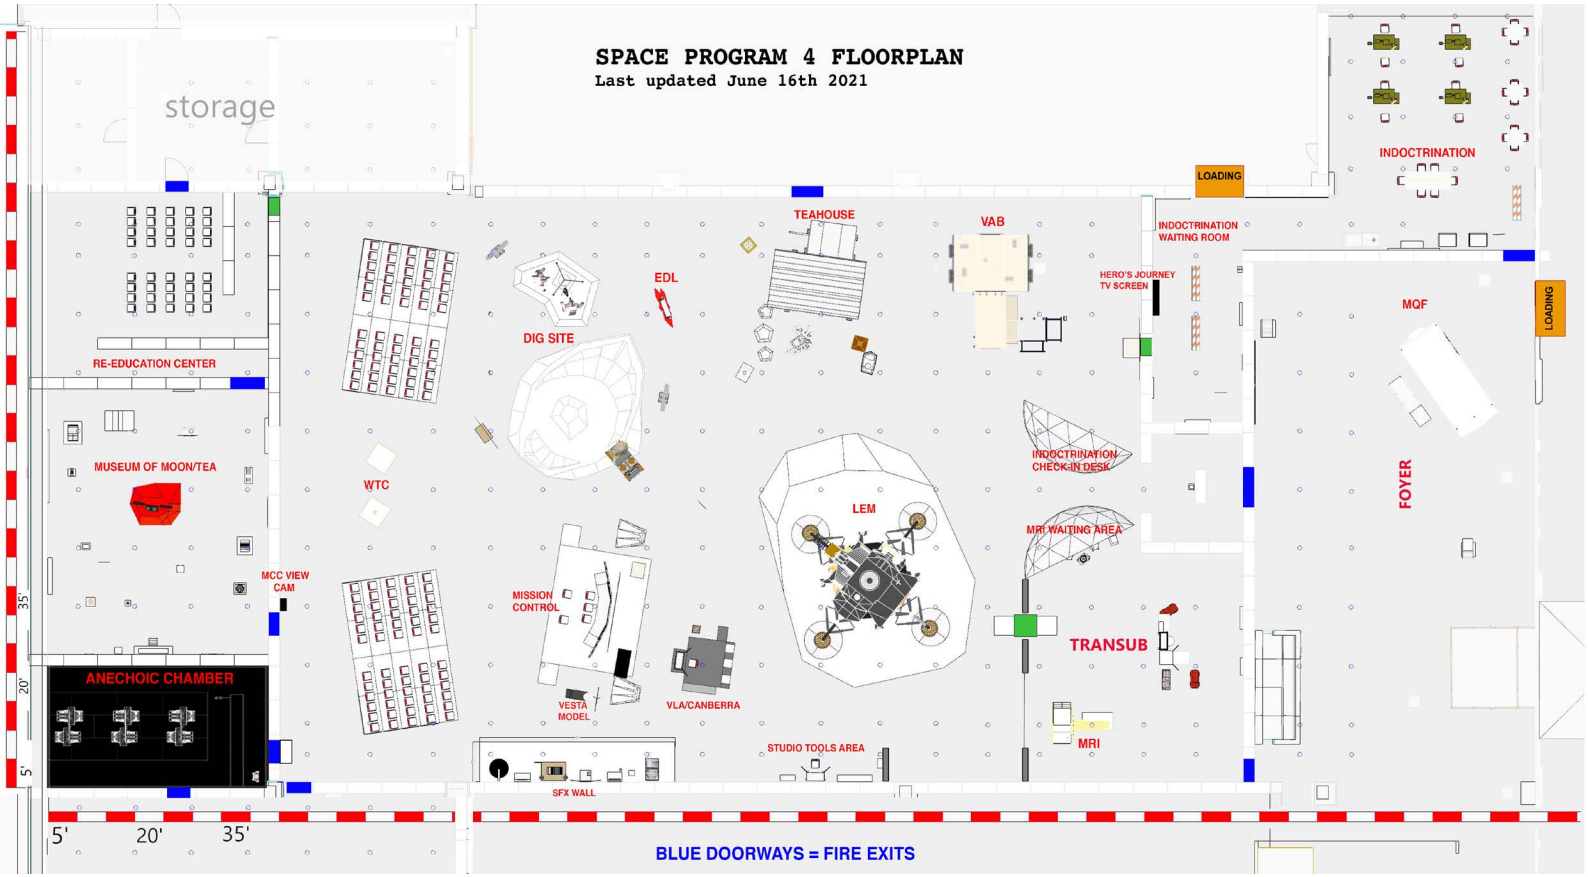 SPACE PROGRAM 4 FLOORPLAN
Last updated June 16th 2021
storage
INDOCTRINATION
LOADING
TEAHOUSE
VAB
INDOCTRINATION
WAITING ROOM
EDL
HERO'S JOURNEY
TV SCREEN
MQF
LOADING
DIG SITE
RE-EDUCATION CENTER
MUSEUM OF MOON/TEA
WTC
INDOCTRINATION
CHECK-IN DESK
FOYER
LEM
MRI WAITING AREA
MCC VIEW
CAM
MISSION
CONTROL
35'
TRANSUB
ANECHOIC CHAMBER
20'
VESTA
MODEL
VLA/CANBERRA
MRI
STUDIO TOOLS AREA
5'
SFX WALL
5'
20'
35'
BLUE DOORWAYS = FIRE EXITS